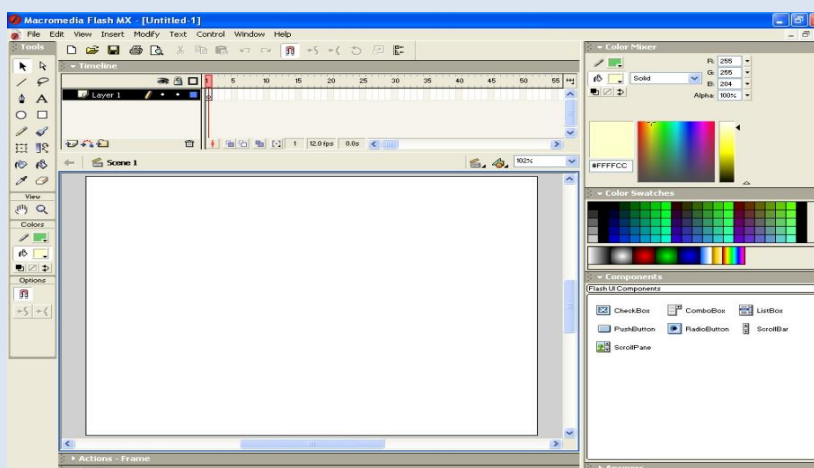 Macromedia Flash MX - [Untitled-1]
File Edit View Insert Modify Text Control Window Help
Tools
Timeline
1 5 10 15 20 25 30 35 40 45 50 55
Layer 1
1 12.0 fps 0.0s
Scene 1
102%
View
Colors
Options
Actions - Frame
Color Mixer
R: 255
Solid
G: 255
B: 204
Alpha: 100%
#FFFFCC
Color Swatches
Components
Flash UI Components
CheckBox ComboBox ListBox
PushButton RadioButton ScrollBar
ScrollPane
Answers